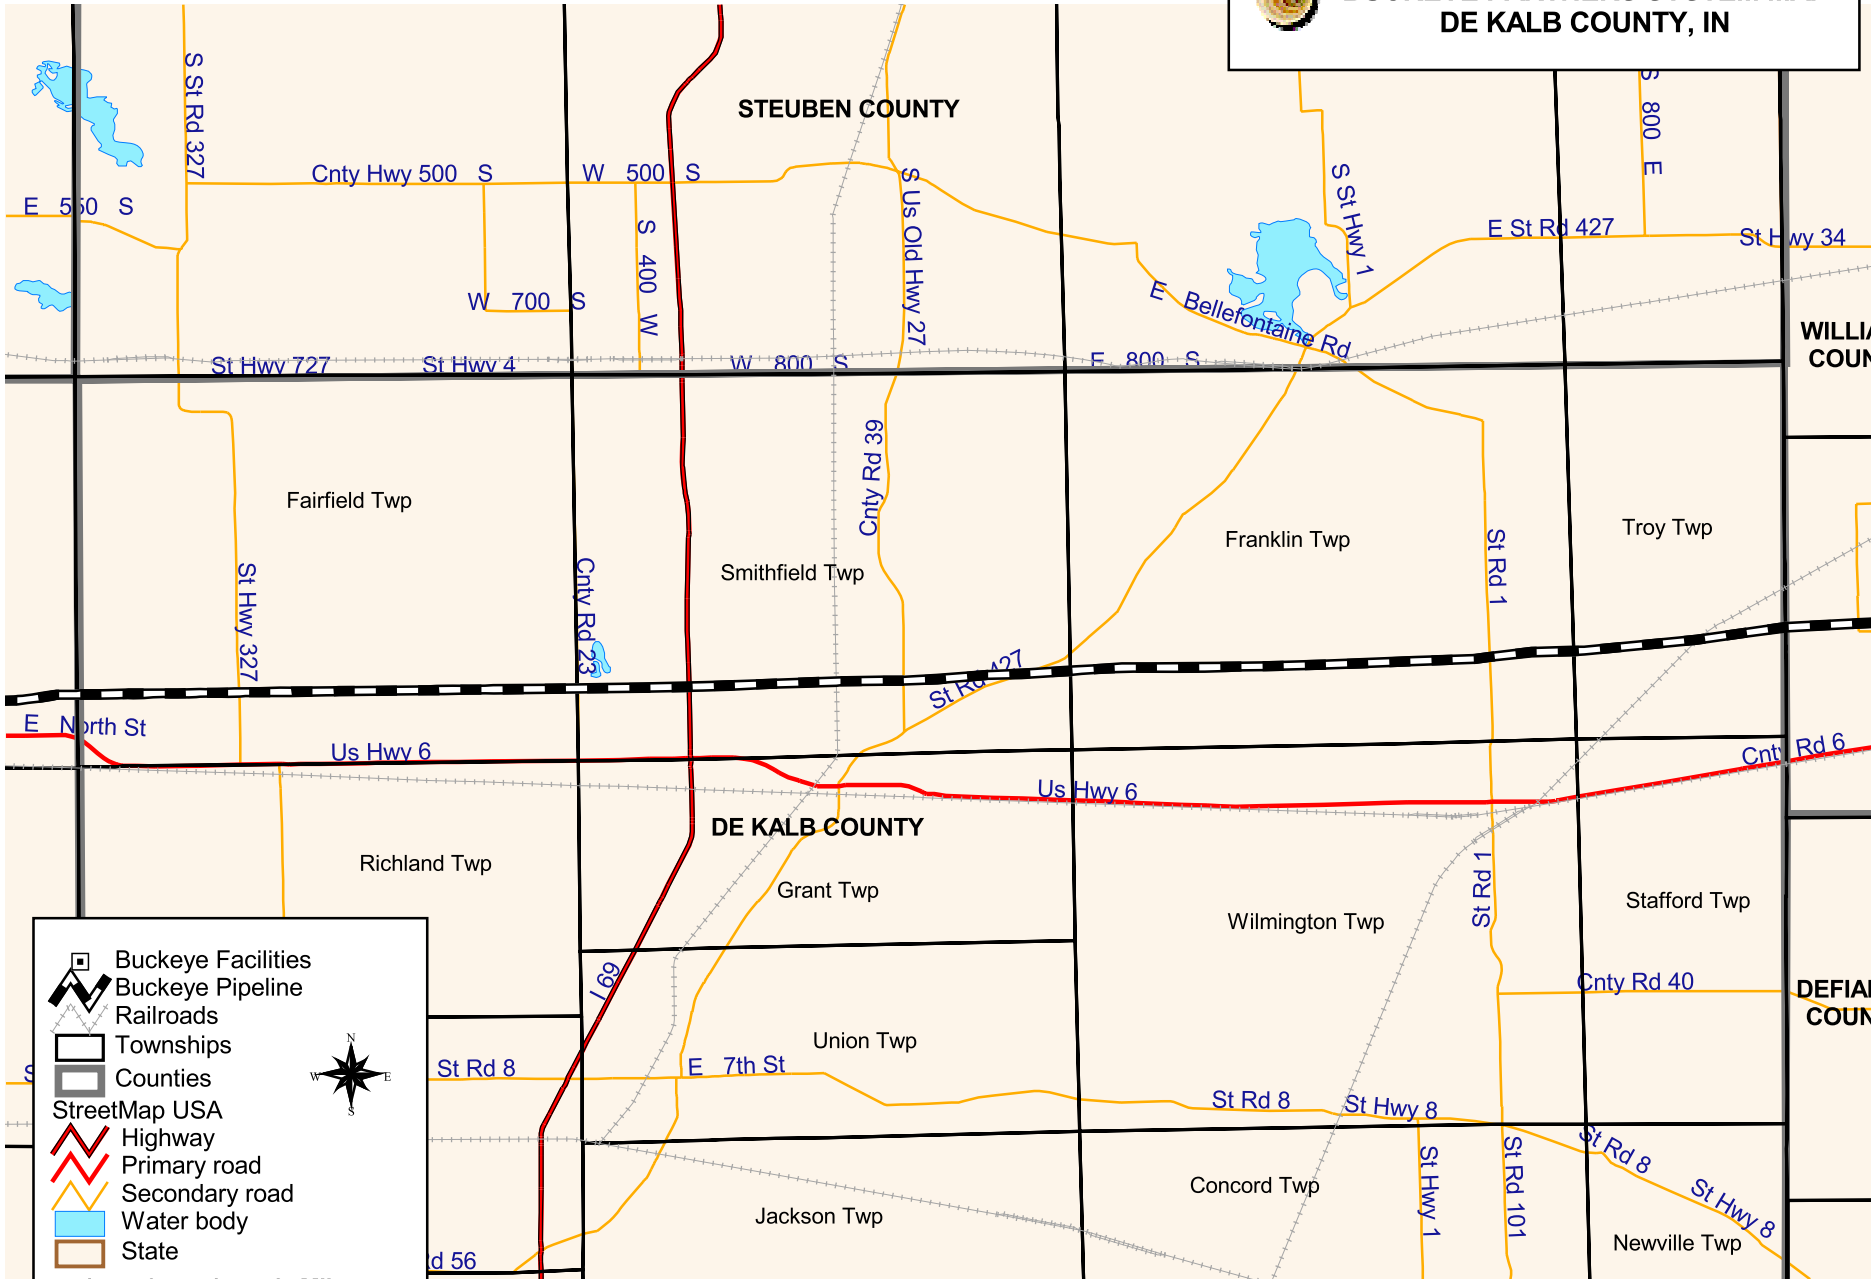 DE KALB COUNTY, IN
STEUBEN COUNTY
S St Rd 327
Cnty Hwy 500 S
W 500 S
E 550 S
S 400 W
W 700 S
S Us Old Hwy 27
S St Hwy 1
S 800 E
E St Rd 427
St Hwy 34
E Bellefontaine Rd
St Hwy 727
St Hwy 4
W 800 S
E 800 S
Cnty Rd 39
Fairfield Twp
Smithfield Twp
Franklin Twp
Troy Twp
St Hwy 327
Cnty Rd 23
St Rd 1
St Rd 427
E North St
Us Hwy 6
Us Hwy 6
Cnty Rd 6
DE KALB COUNTY
Richland Twp
Grant Twp
Wilmington Twp
Stafford Twp
St Rd 1
I 69
Cnty Rd 40
Union Twp
St Rd 8
E 7th St
St Rd 8
St Hwy 8
St Rd 8
St Hwy 8
St Hwy 1
St Rd 101
Concord Twp
Jackson Twp
Newville Twp
Buckeye Facilities
Buckeye Pipeline
Railroads
Townships
Counties
StreetMap USA
Highway
Primary road
Secondary road
Water body
State
N
W E
S